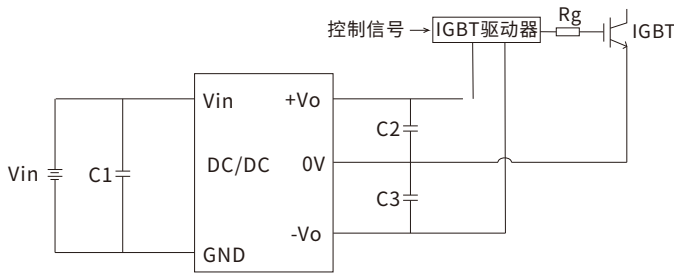 Rg
控制信号
IGBT驱动器
IGBT
Vin
+Vo
C2
Vin
C1
DC/DC
0V
C3
-Vo
GND